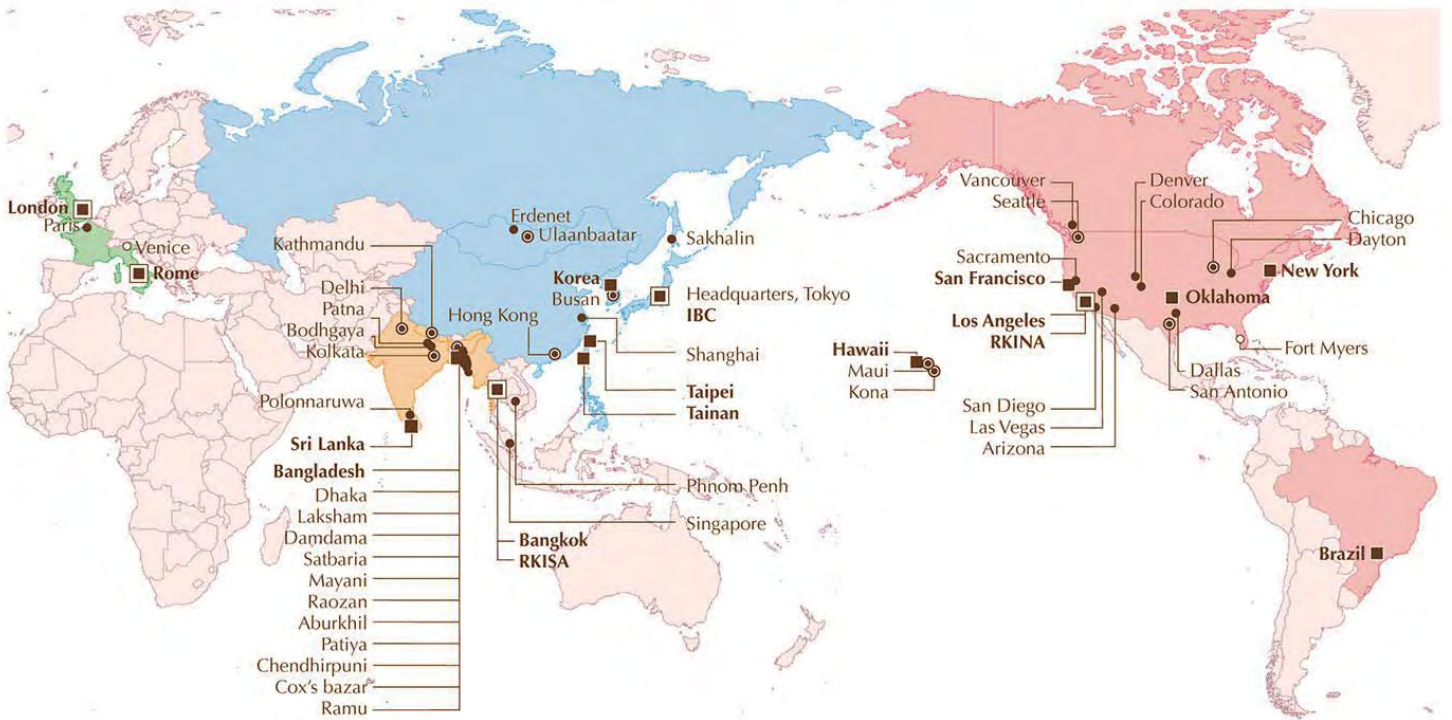 London
Paris
Venice
Rome
Kathmandu
Delhi
Patna
Bodhgaya
Kolkata
Polonnaruwa
Sri Lanka
Bangladesh
Dhaka
Laksham
Damdama
Satbaria
Mayani
Raozan
Aburkhil
Patiya
Chendhirpuni
Cox's bazar
Ramu
Erdenet
Ulaanbaatar
Sakhalin
Korea
Busan
Headquarters, Tokyo
IBC
Hong Kong
Shanghai
Taipei
Tainan
Phnom Penh
Singapore
Bangkok
RKISA
Hawaii
Maui
Kona
Vancouver
Seattle
Sacramento
San Francisco
Los Angeles
RKINA
San Diego
Las Vegas
Arizona
Denver
Colorado
Chicago
Dayton
New York
Oklahoma
Fort Myers
Dallas
San Antonio
Brazil